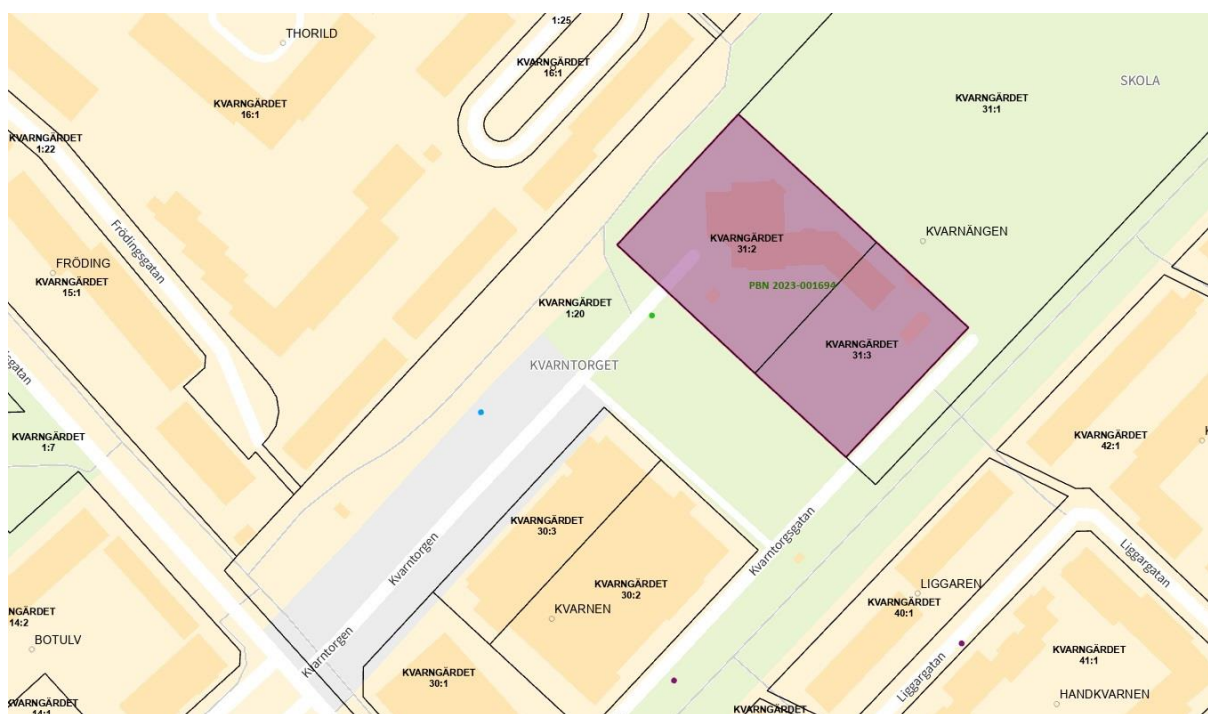 1:25
THORILD
KVARNGÄRDET
16:1
KVARNGÄRDET
16:1
KVARNGÄRDET
31:1
SKOLA
KVARNGÄRDET
1:22
Frödingsgatan
FRÖDING
KVARNGÄRDET
15:1
KVARNGÄRDET
31:2
KVARNÄNGEN
PBN 2023-001694
KVARNGÄRDET
1:20
KVARNGÄRDET
31:3
KVARNTORGET
sgatan
KVARNGÄRDET
1:7
KVARNGÄRDET
42:1
K
KVARNGÄRDET
30:3
Kvarntorgen
Kvarntorgsgatan
Liggargatan
KVARNGÄRDET
30:2
KVARNEN
LIGGAREN
KVARNGÄRDET
40:1
NGÄRDET
14:2
BOTULV
Kvarntorgen
KVARNGÄRDET
30:1
Liggargatan
KVARNGÄRDET
41:1
HANDKVARNEN
KVARNGÄRDET
14:1
KVARNGÄRDET